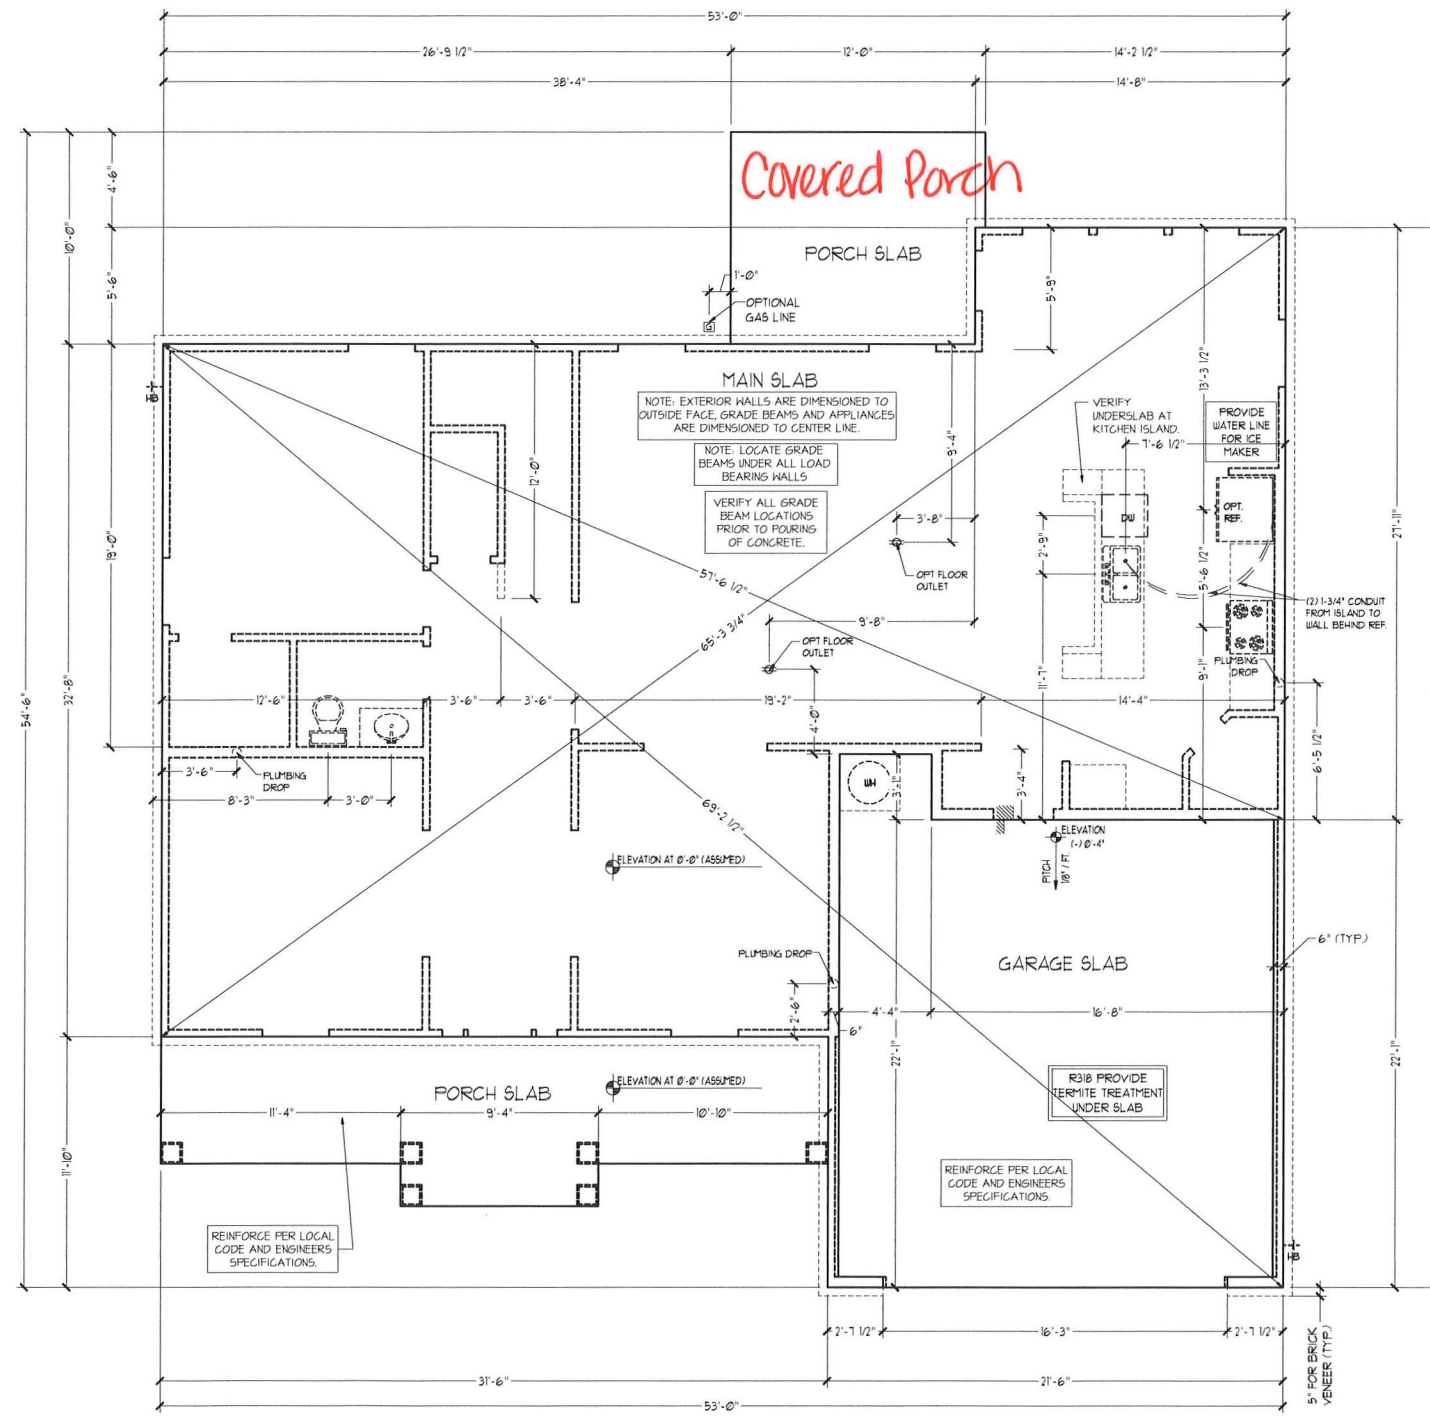 53'-0"
26'-9 1/2"
12'-0"
14'-2 1/2"
38'-4"
14'-8"
4'-6"
10'-0"
5'-6"
Covered Porch
PORCH SLAB
1'-0"
OPTIONAL
GAS LINE
G
5'-9"
13'-3 1/2"
MAIN SLAB
NOTE: EXTERIOR WALLS ARE DIMENSIONED TO
OUTSIDE FACE, GRADE BEAMS AND APPLIANCES
ARE DIMENSIONED TO CENTER LINE.
NOTE: LOCATE GRADE
BEAMS UNDER ALL LOAD
BEARING WALLS
VERIFY ALL GRADE
BEAM LOCATIONS
PRIOR TO POURING
OF CONCRETE.
HB
VERIFY
UNDERSLAB AT
KITCHEN ISLAND.
PROVIDE
WATER LINE
FOR ICE
MAKER
7'-6 1/2"
9'-4"
12'-0"
19'-0"
3'-8"
OPT FLOOR
OUTLET
DW
OPT.
REF.
2'-9"
5'-6 1/2"
27'-11"
57'-6 1/2"
65'-3 3/4"
9'-8"
OPT FLOOR
OUTLET
(2) 1-3/4" CONDUIT
FROM ISLAND TO
WALL BEHIND REF.
PLUMBING
DROP
11'-7"
9'-1"
54'-6"
32'-8"
12'-6"
3'-6"
3'-6"
19'-2"
14'-4"
4'-0"
6'-5 1/2"
3'-6"
PLUMBING
DROP
8'-3"
3'-0"
WH
3'-1"
3'-4"
69'-2 1/2"
ELEVATION
(-) 0'-4"
PITCH
1/8" / FT.
ELEVATION AT 0'-0" (ASSUMED)
PLUMBING DROP
GARAGE SLAB
6" (TYP.)
2'-6"
6"
4'-4"
16'-8"
22'-1"
22'-1"
PORCH SLAB
ELEVATION AT 0'-0" (ASSUMED)
R318 PROVIDE
TERMITE TREATMENT
UNDER SLAB
11'-4"
9'-4"
10'-10"
11'-10"
REINFORCE PER LOCAL
CODE AND ENGINEERS
SPECIFICATIONS.
REINFORCE PER LOCAL
CODE AND ENGINEERS
SPECIFICATIONS.
HB
2'-7 1/2"
16'-3"
2'-7 1/2"
5" FOR BRICK
VENEER (TYP.)
31'-6"
21'-6"
53'-0"